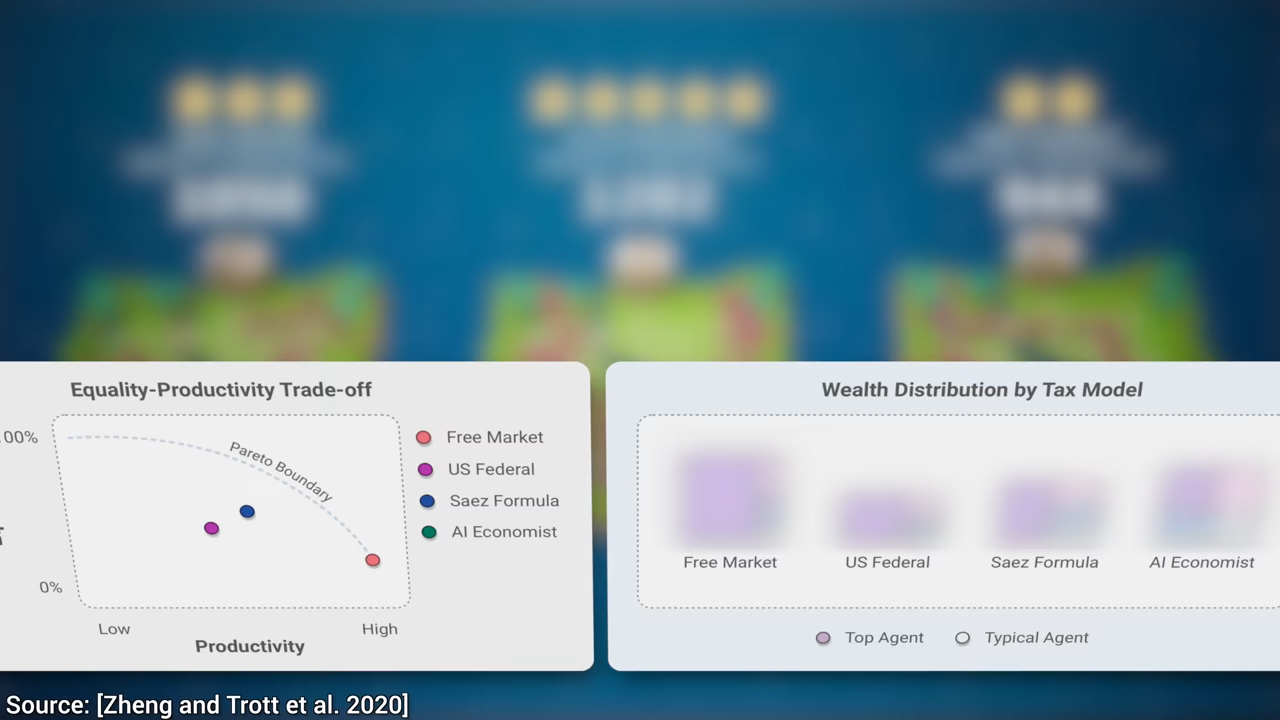 Equality-Productivity Trade-off
00%
Pareto Boundary
0%
Low
High
Productivity
Free Market
US Federal
Saez Formula
AI Economist
Wealth Distribution by Tax Model
Free Market
US Federal
Saez Formula
AI Economist
Top Agent
Typical Agent
Source: [Zheng and Trott et al. 2020]